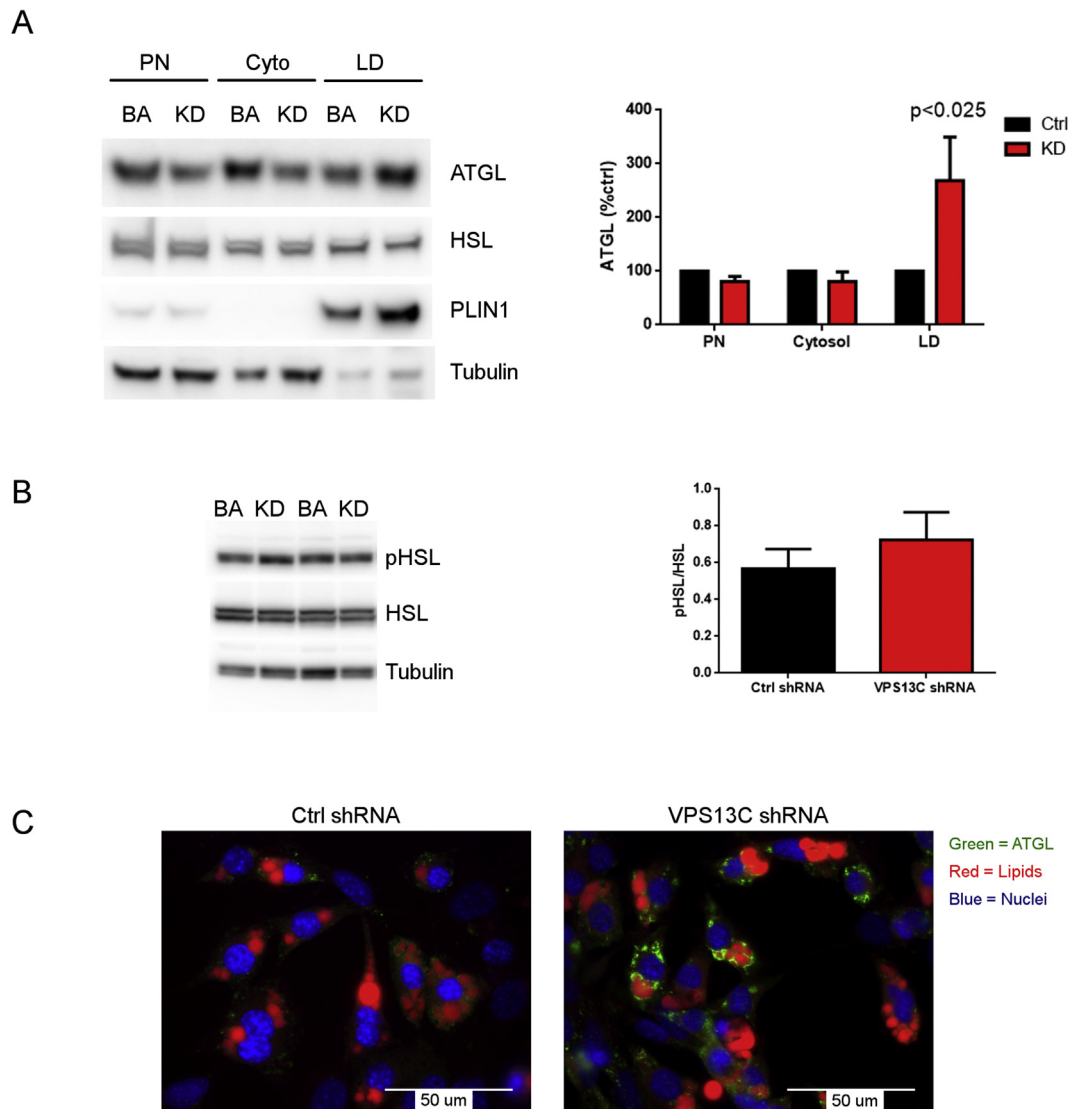 A
PN Cyto LD
BA KD BA KD BA KD
ATGL
HSL
PLIN1
Tubulin
400
300
200
100
0
ATGL (%ctrl)
p<0.025
Ctrl
KD
PN Cytosol LD
B
BA KD BA KD
pHSL
HSL
Tubulin
1.0
0.8
0.6
0.4
0.2
0.0
pHSL/HSL
Ctrl shRNA VPS13C shRNA
C
Ctrl shRNA VPS13C shRNA
Green = ATGL
Red = Lipids
Blue = Nuclei
50 um 50 um